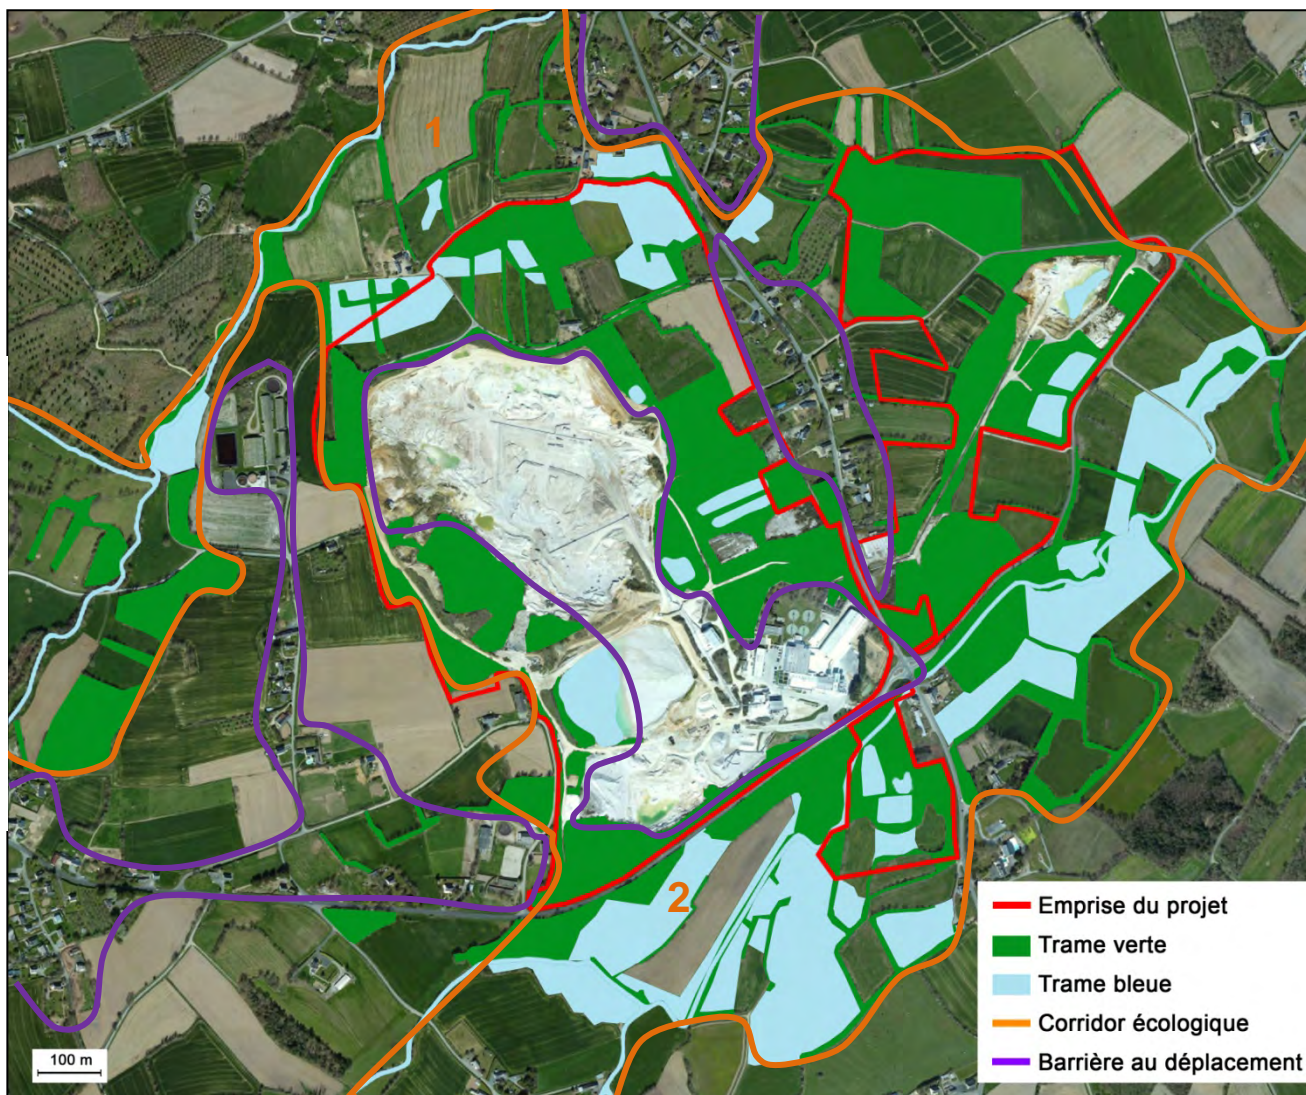 1
2
Emprise du projet
Trame verte
Trame bleue
Corridor écologique
Barrière au déplacement
100 m